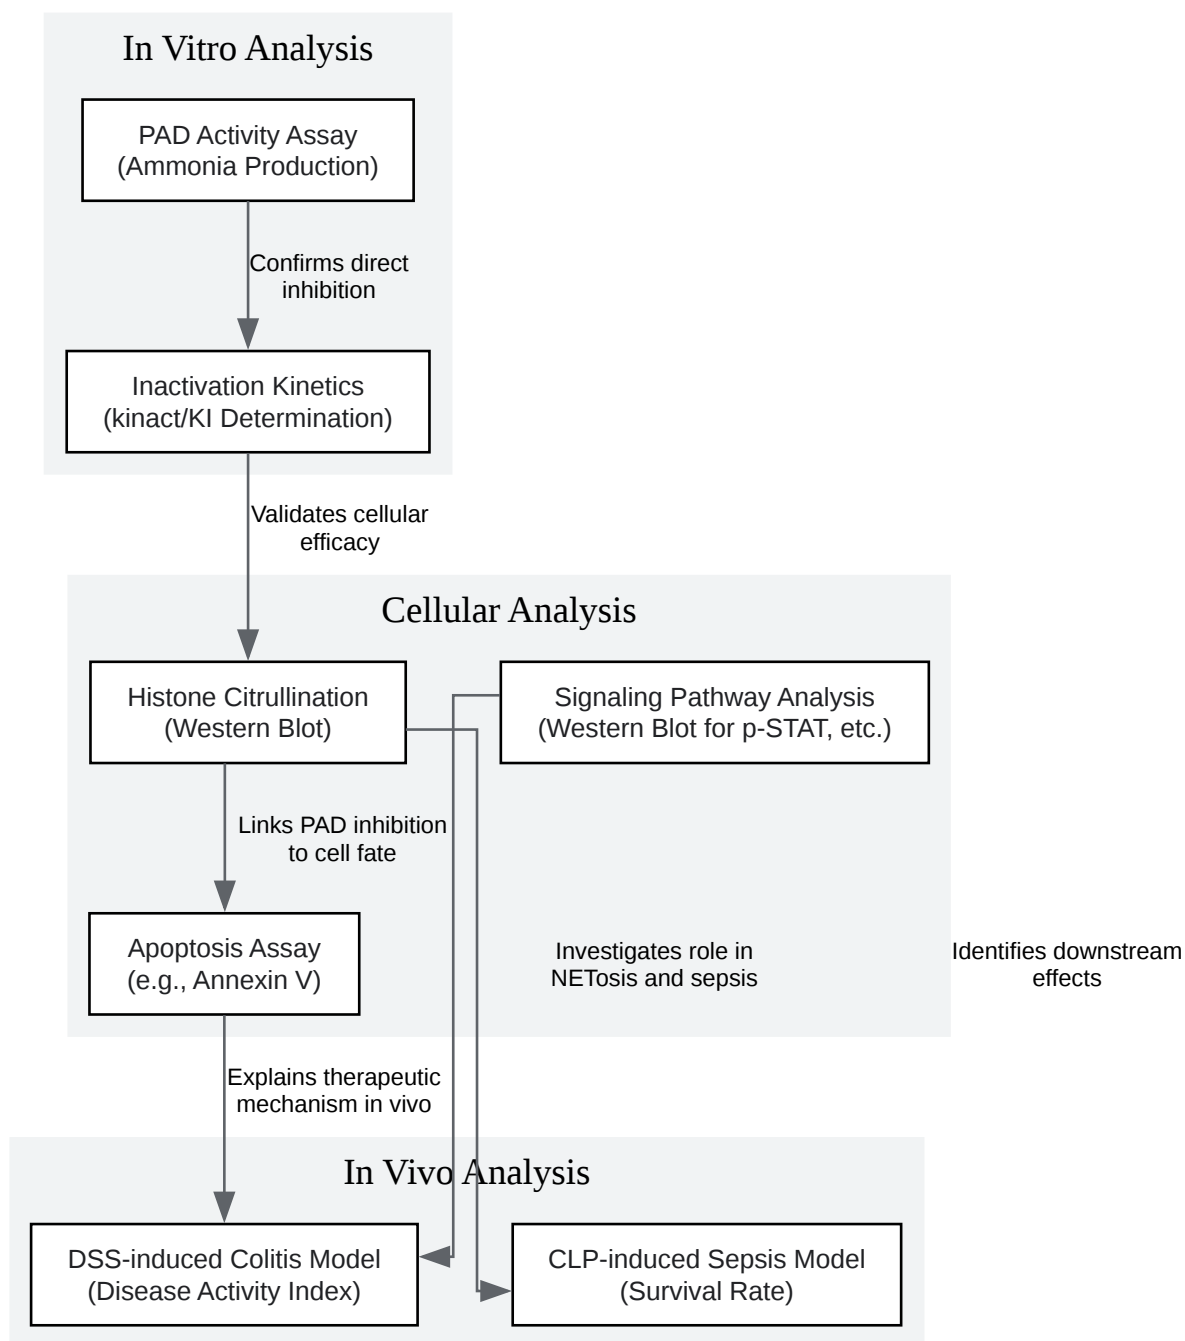 In Vitro Analysis
PAD Activity Assay
(Ammonia Production)
Confirms direct
inhibition
Inactivation Kinetics
(kinact/KI Determination)
Validates cellular
efficacy
Cellular Analysis
Histone Citrullination
(Western Blot)
Signaling Pathway Analysis
(Western Blot for p-STAT, etc.)
Links PAD inhibition
to cell fate
Apoptosis Assay
(e.g., Annexin V)
Investigates role in
NETosis and sepsis
Identifies downstream
effects
Explains therapeutic
mechanism in vivo
In Vivo Analysis
DSS-induced Colitis Model
(Disease Activity Index)
CLP-induced Sepsis Model
(Survival Rate)